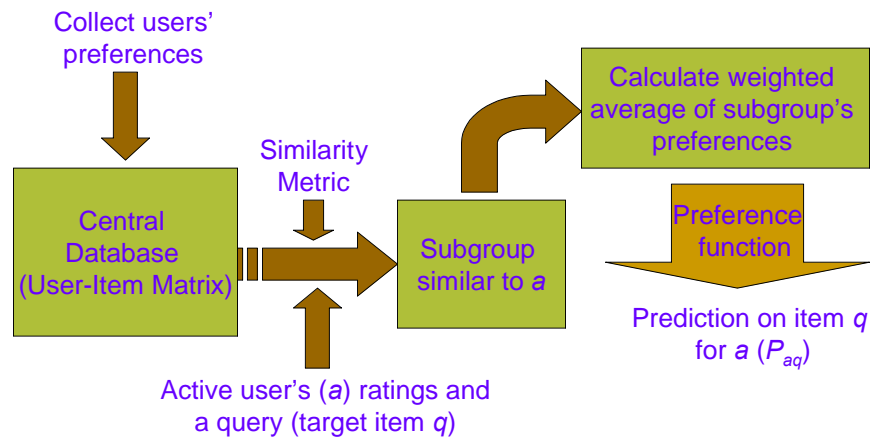 Collect users'
preferences
Central
Database
(User-Item Matrix)
Similarity
Metric
Active user's (a) ratings and
a query (target item q)
Subgroup
similar to a
Calculate weighted
average of subgroup's
preferences
Preference
function
Prediction on item q
for a (Paq)